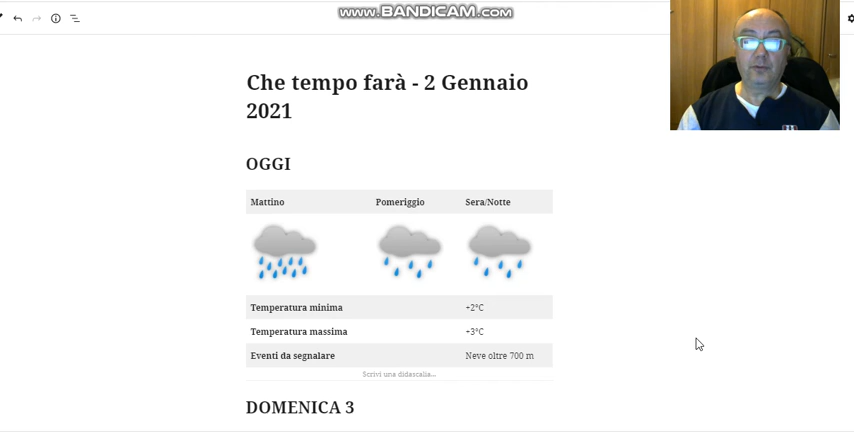 WWW.BANDICAM.COM
Che tempo farà - 2 Gennaio
2021
OGGI
Mattino Pomeriggio Sera/Notte
Temperatura minima +2°C
Temperatura massima +3°C
Eventi da segnalare Neve oltre 700 m
Scrivi una didascalia...
DOMENICA 3